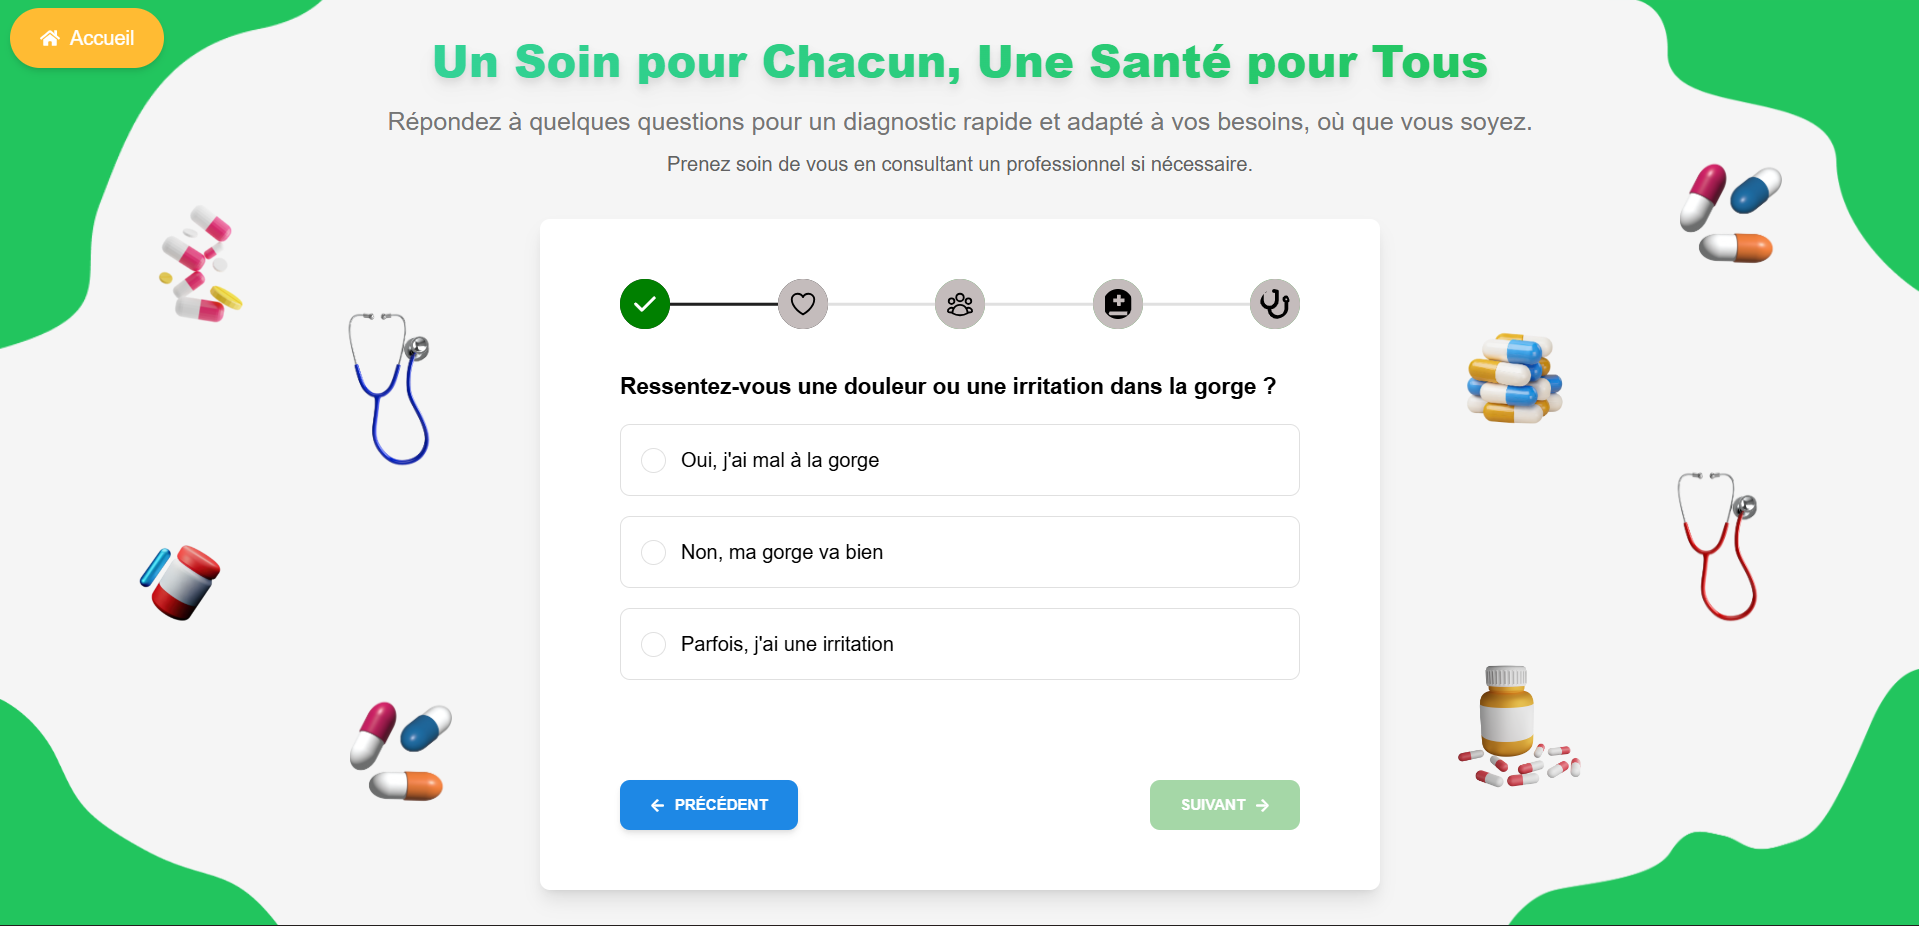 Accueil
Un Soin pour Chacun, Une Santé pour Tous
Répondez à quelques questions pour un diagnostic rapide et adapté à vos besoins, où que vous soyez.
Prenez soin de vous en consultant un professionnel si nécessaire.
Ressentez-vous une douleur ou une irritation dans la gorge ?
Oui, j'ai mal à la gorge
Non, ma gorge va bien
Parfois, j'ai une irritation
PRÉCÉDENT
SUIVANT